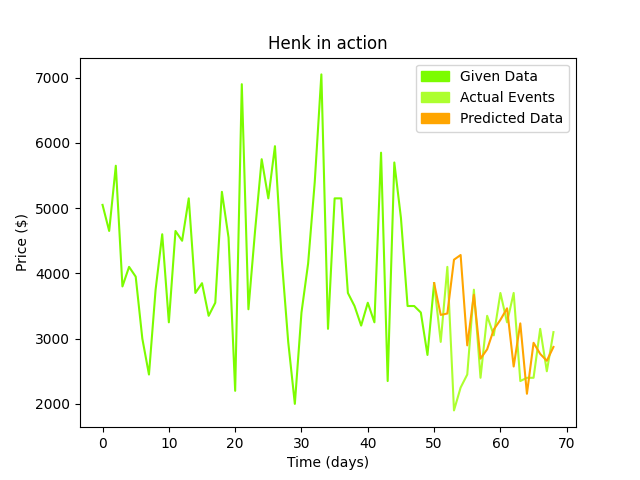 Henk in action
Given Data
Actual Events
Predicted Data
Price ($)
7000
6000
5000
4000
3000
2000
0 10 20 30 40 50 60 70
Time (days)